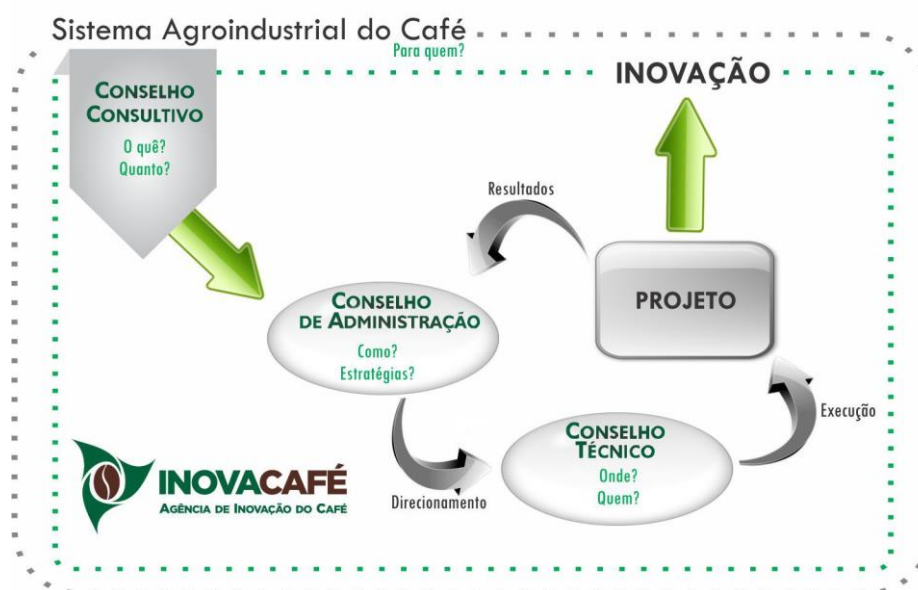 Sistema Agroindustrial do Café
Para quem?
INOVAÇÃO
CONSELHO
CONSULTIVO
O quê?
Quanto?
Resultados
PROJETO
CONSELHO
DE ADMINISTRAÇÃO
Como?
Estratégias?
Execução
CONSELHO
TÉCNICO
Onde?
Quem?
Direcionamento
INOVACAFÉ
AGÊNCIA DE INOVAÇÃO DO CAFÉ